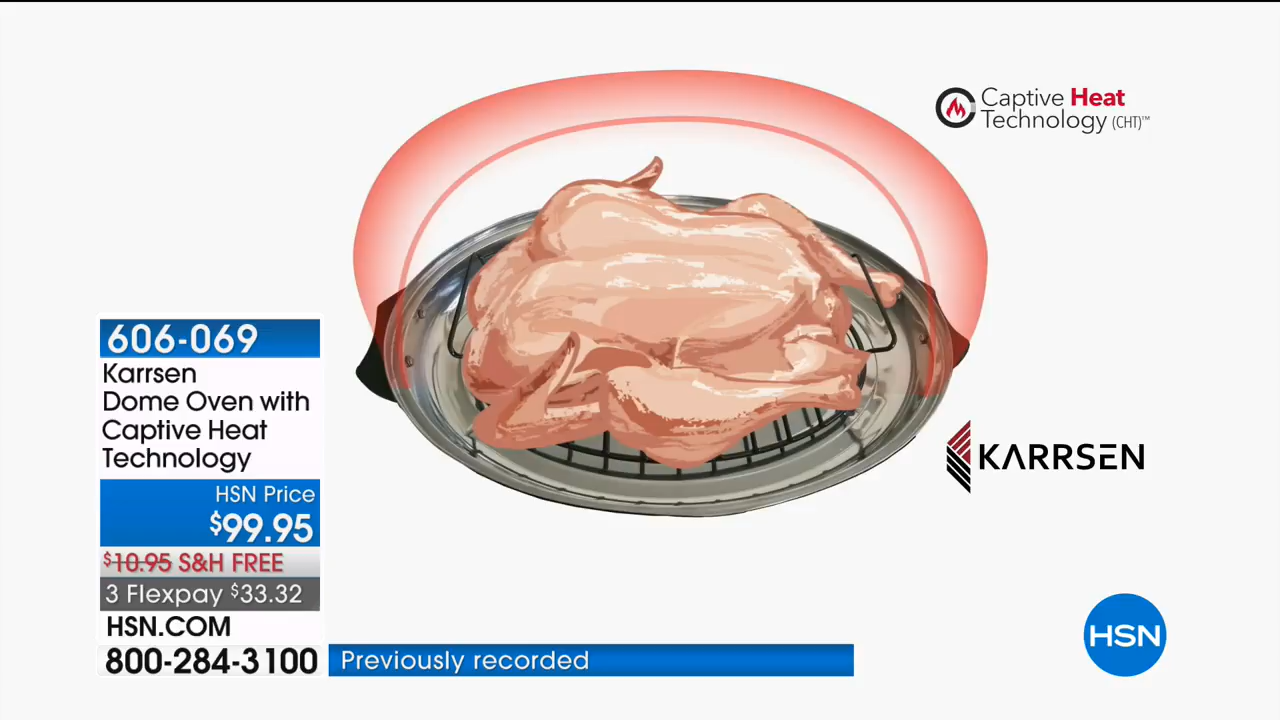 Captive Heat
Technology (CHT)™
606-069
Karrsen
Dome Oven with
Captive Heat
Technology
HSN Price
$99.95
$10.95 S&H FREE
3 Flexpay $33.32
HSN.COM
800-284-3100
Previously recorded
KARRSEN
HSN